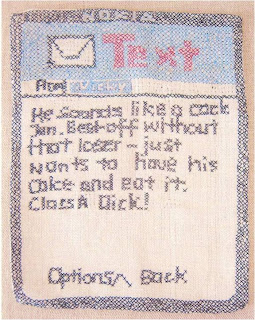 NOKIA
Text
He Sounds like a cock
Jen. Best off without
that loser - just
wants to have his
cake and eat it.
Class A Dick!
Options Back